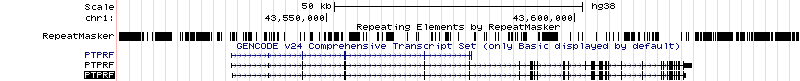 Scale 50 kb hg38
chr1: 43,550,000 43,600,000
Repeating Elements by RepeatMasker
RepeatMasker
GENCODE v24 Comprehensive Transcript Set (only Basic displayed by default)
PTPRF
PTPRF
PTPRF